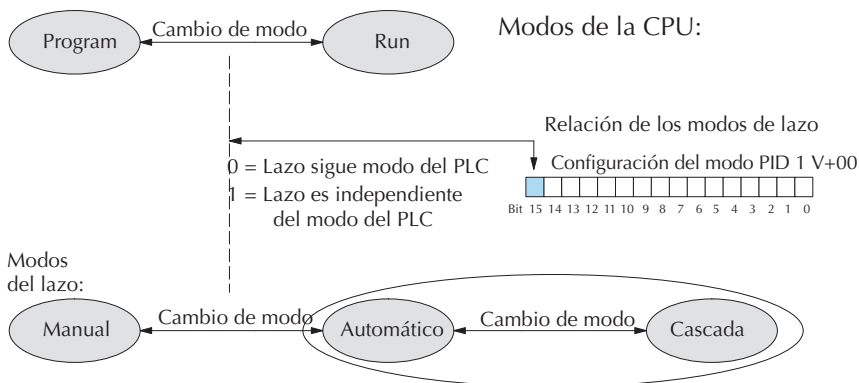 Modos de la CPU:
Program
Cambio de modo
Run
Relación de los modos de lazo
0 = Lazo sigue modo del PLC
1 = Lazo es independiente
del modo del PLC
Configuración del modo PID 1 V+00
Bit 15 14 13 12 11 10 9 8 7 6 5 4 3 2 1 0
Modos
del lazo:
Manual
Cambio de modo
Automático
Cambio de modo
Cascada